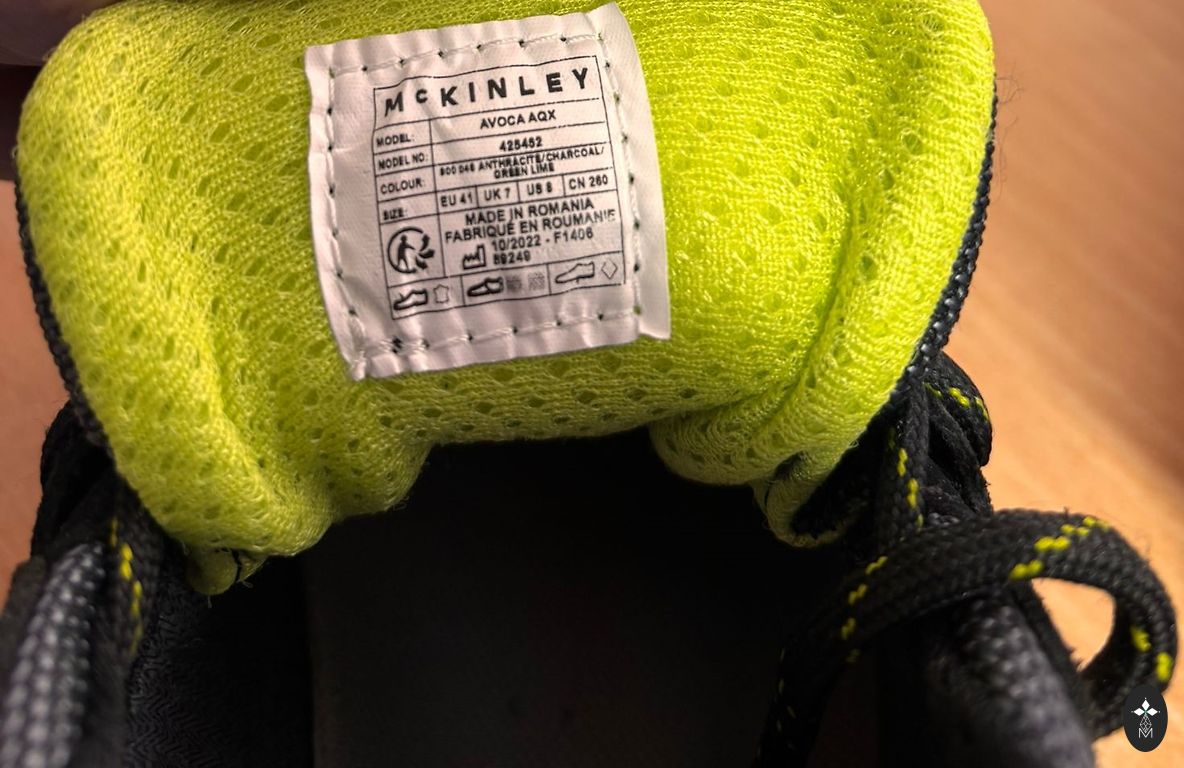 McKINLEY
MODEL: AVOCA AQX
MODEL NO: 425452
COLOUR: 900 046 ANTHRACITE/CHARCOAL/
GREEN LIME
SIZE: EU 41 UK 7 US 8 CN 260
MADE IN ROMANIA
FABRIQUÉ EN ROUMANIE
10/2022 - F1406
89249
M